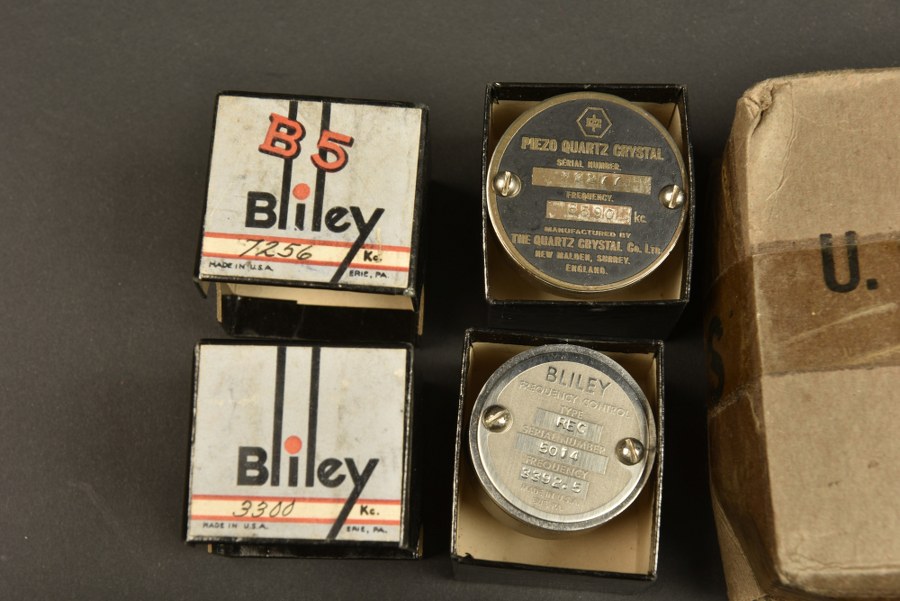 B5
Bliley
7256 Kc.
MADE IN U.S.A. ERIE, PA.
PIEZO QUARTZ CRYSTAL
SERIAL NUMBER.
FREQUENCY.
kc.
MANUFACTURED BY
THE QUARTZ CRYSTAL Co. LTD.
NEW MALDEN, SURREY.
ENGLAND.
Bliley
3300 Kc.
MADE IN U.S.A. ERIE, PA.
BLILEY
FREQUENCY CONTROL
TYPE
SERIAL NUMBER
5014
FREQUENCY
3392.5
U.
S